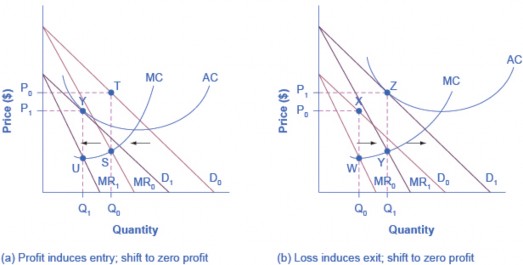 Price ($)
P₀
P₁
T
Y
U
S
MC
AC
MR₁
MR₀
D₁
D₀
Q₁
Q₀
Quantity
(a) Profit induces entry; shift to zero profit
Price ($)
P₁
P₀
Z
X
W
Y
MC
AC
MR₀
MR₁
D₀
D₁
Q₀
Q₁
Quantity
(b) Loss induces exit; shift to zero profit